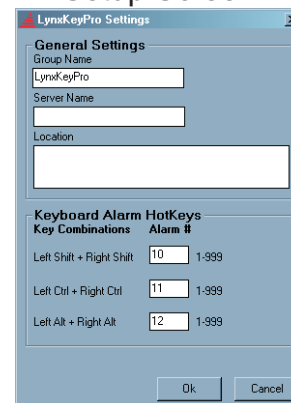 LynxKeyPro Settings
General Settings
Group Name
LynxKeyPro
Server Name
Location
Keyboard Alarm HotKeys
Key Combinations Alarm #
Left Shift + Right Shift 10 1-999
Left Ctrl + Right Ctrl 11 1-999
Left Alt + Right Alt 12 1-999
Ok Cancel